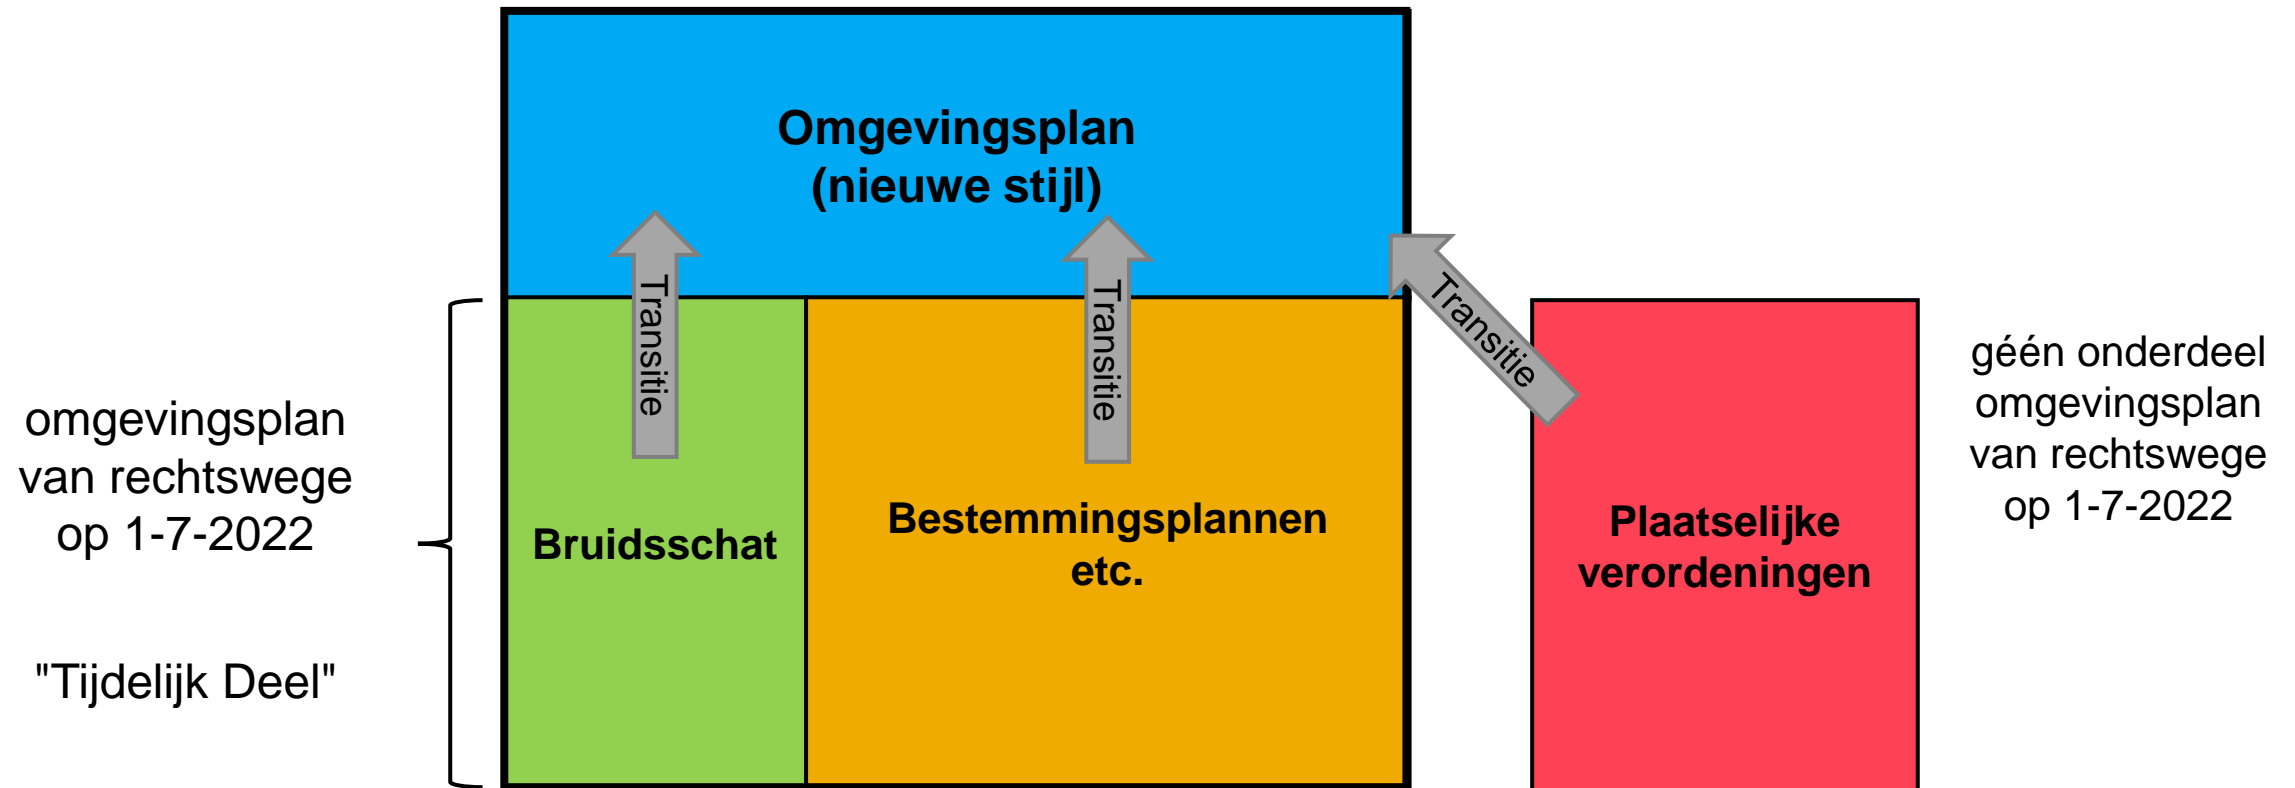 Omgevingsplan
(nieuwe stijl)
Transitie
Transitie
Transitie
omgevingsplan
van rechtswege
op 1-7-2022
"Tijdelijk Deel"
Bruidsschat
Bestemmingsplannen
etc.
Plaatselijke
verordeningen
géén onderdeel
omgevingsplan
van rechtswege
op 1-7-2022